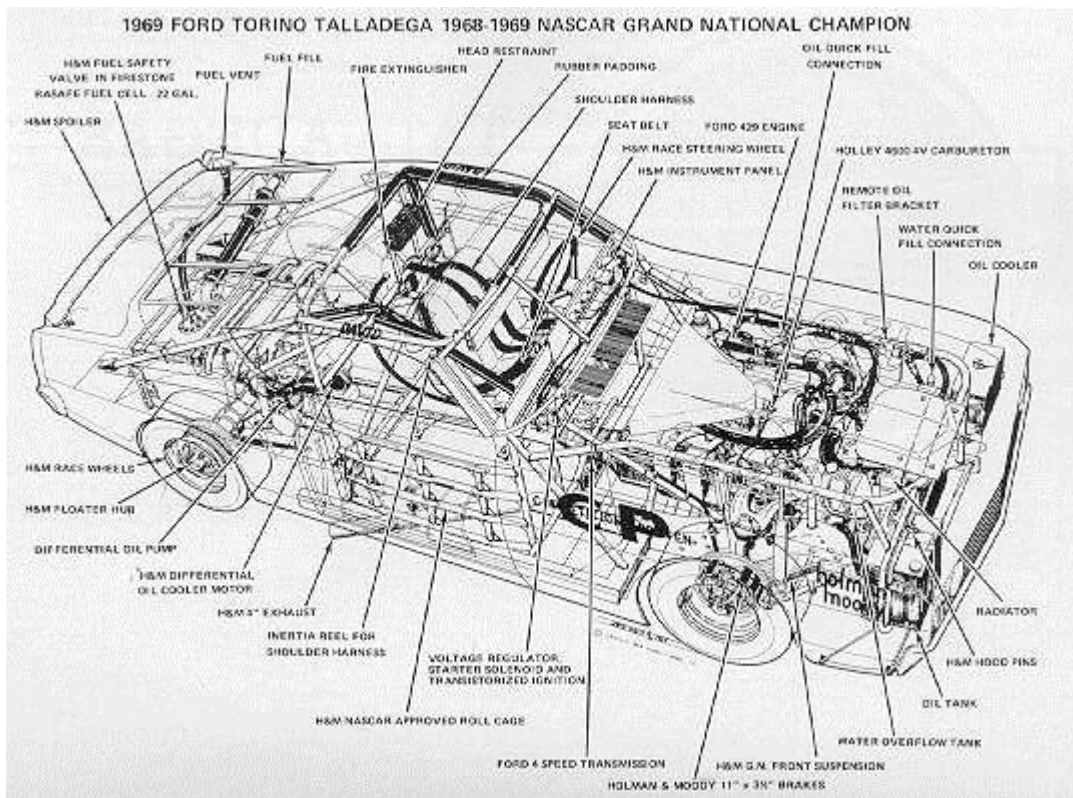 1969 FORD TORINO TALLADEGA 1968-1969 NASCAR GRAND NATIONAL CHAMPION
H&M FUEL SAFETY
VALVE IN FIRESTONE
RASAFE FUEL CELL 22 GAL.
FUEL VENT
FUEL FILL
FIRE EXTINGUISHER
HEAD RESTRAINT
RUBBER PADDING
OIL QUICK FILL
CONNECTION
H&M SPOILER
SHOULDER HARNESS
SEAT BELT
FORD 429 ENGINE
H&M RACE STEERING WHEEL
HOLLEY 4500 4V CARBURETOR
H&M INSTRUMENT PANEL
REMOTE OIL
FILTER BRACKET
WATER QUICK
FILL CONNECTION
OIL COOLER
H&M RACE WHEELS
H&M FLOATER HUB
DIFFERENTIAL OIL PUMP
H&M DIFFERENTIAL
OIL COOLER MOTOR
H&M 4" EXHAUST
INERTIA REEL FOR
SHOULDER HARNESS
VOLTAGE REGULATOR,
STARTER SOLENOID AND
TRANSISTORIZED IGNITION
H&M NASCAR APPROVED ROLL CAGE
holman
moody
RADIATOR
H&M HOOD PINS
OIL TANK
WATER OVERFLOW TANK
FORD 4 SPEED TRANSMISSION
H&M G.N. FRONT SUSPENSION
HOLMAN & MOODY 11" x 3½" BRAKES